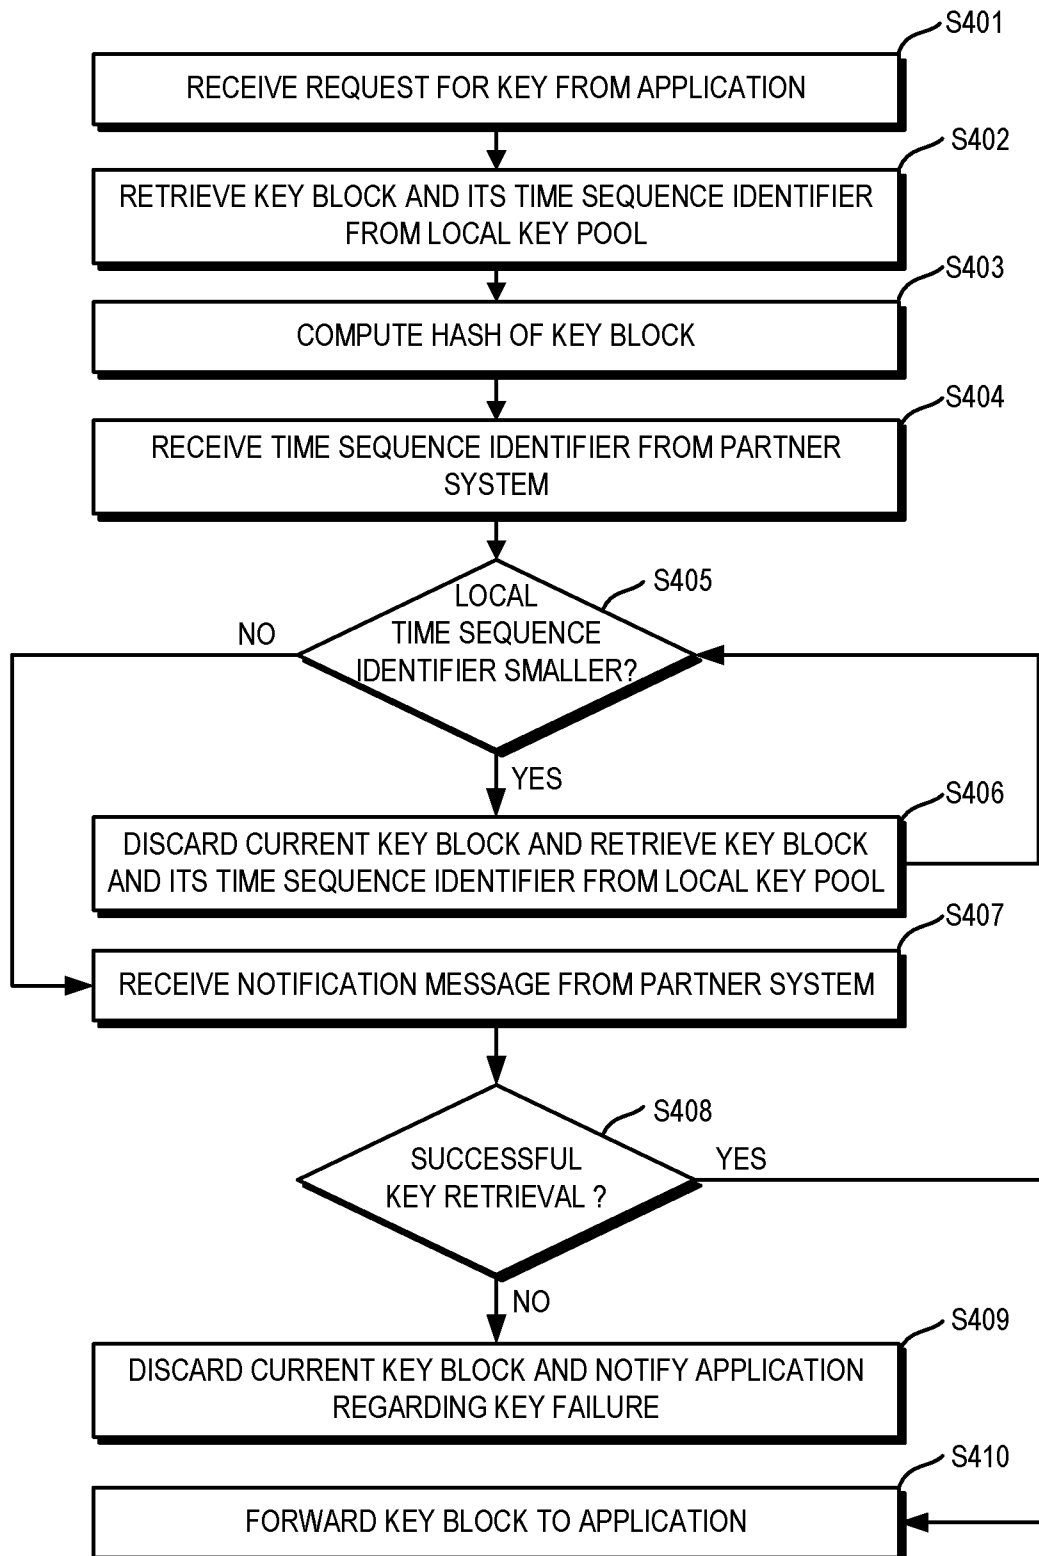 S401
RECEIVE REQUEST FOR KEY FROM APPLICATION
S402
RETRIEVE KEY BLOCK AND ITS TIME SEQUENCE IDENTIFIER
FROM LOCAL KEY POOL
S403
COMPUTE HASH OF KEY BLOCK
S404
RECEIVE TIME SEQUENCE IDENTIFIER FROM PARTNER
SYSTEM
S405
LOCAL
TIME SEQUENCE
IDENTIFIER SMALLER?
NO
YES
S406
DISCARD CURRENT KEY BLOCK AND RETRIEVE KEY BLOCK
AND ITS TIME SEQUENCE IDENTIFIER FROM LOCAL KEY POOL
S407
RECEIVE NOTIFICATION MESSAGE FROM PARTNER SYSTEM
S408
SUCCESSFUL
KEY RETRIEVAL ?
YES
NO
S409
DISCARD CURRENT KEY BLOCK AND NOTIFY APPLICATION
REGARDING KEY FAILURE
S410
FORWARD KEY BLOCK TO APPLICATION